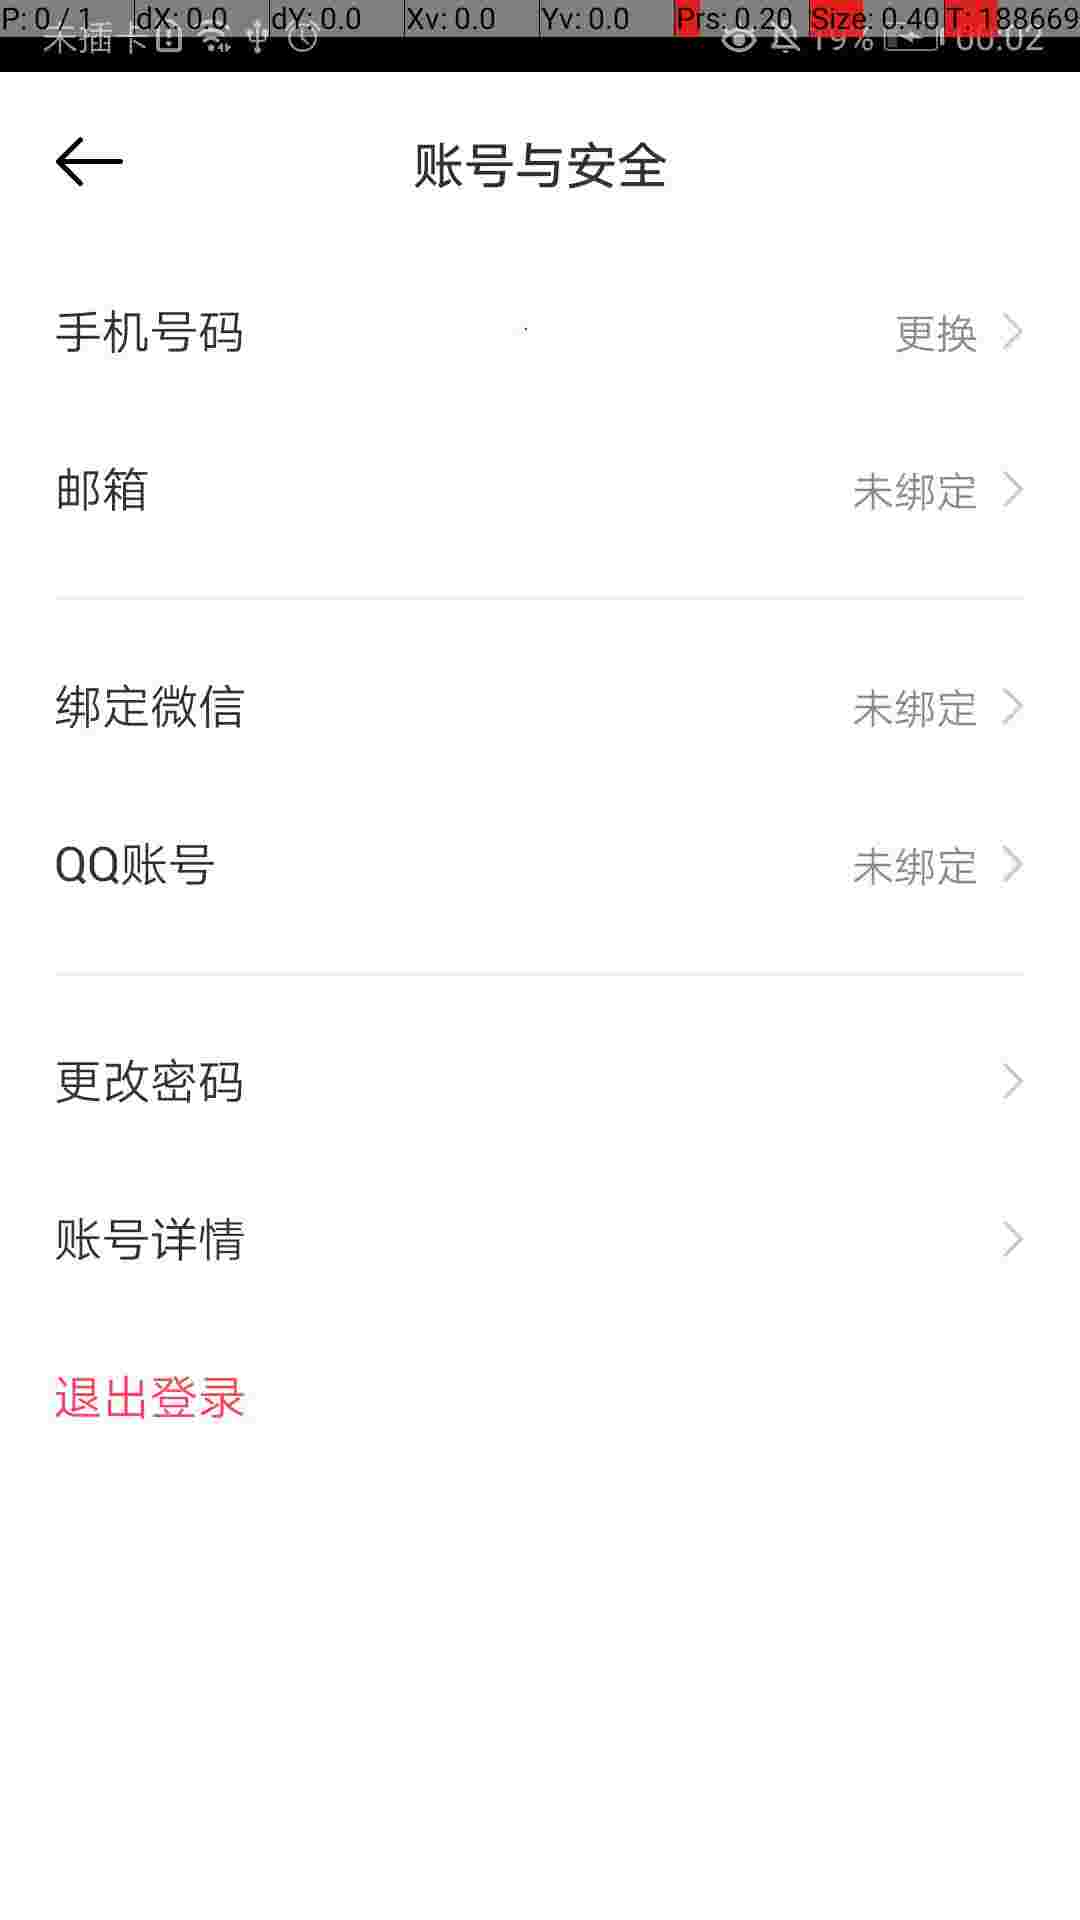 P: 0 / 1 dX: 0.0 dY: 0.0 Xv: 0.0 Yv: 0.0 Prs: 0.20 Size: 0.40 T: 188669
未插卡 19% 00:02
账号与安全
手机号码 更换
邮箱 未绑定
绑定微信 未绑定
QQ账号 未绑定
更改密码
账号详情
退出登录